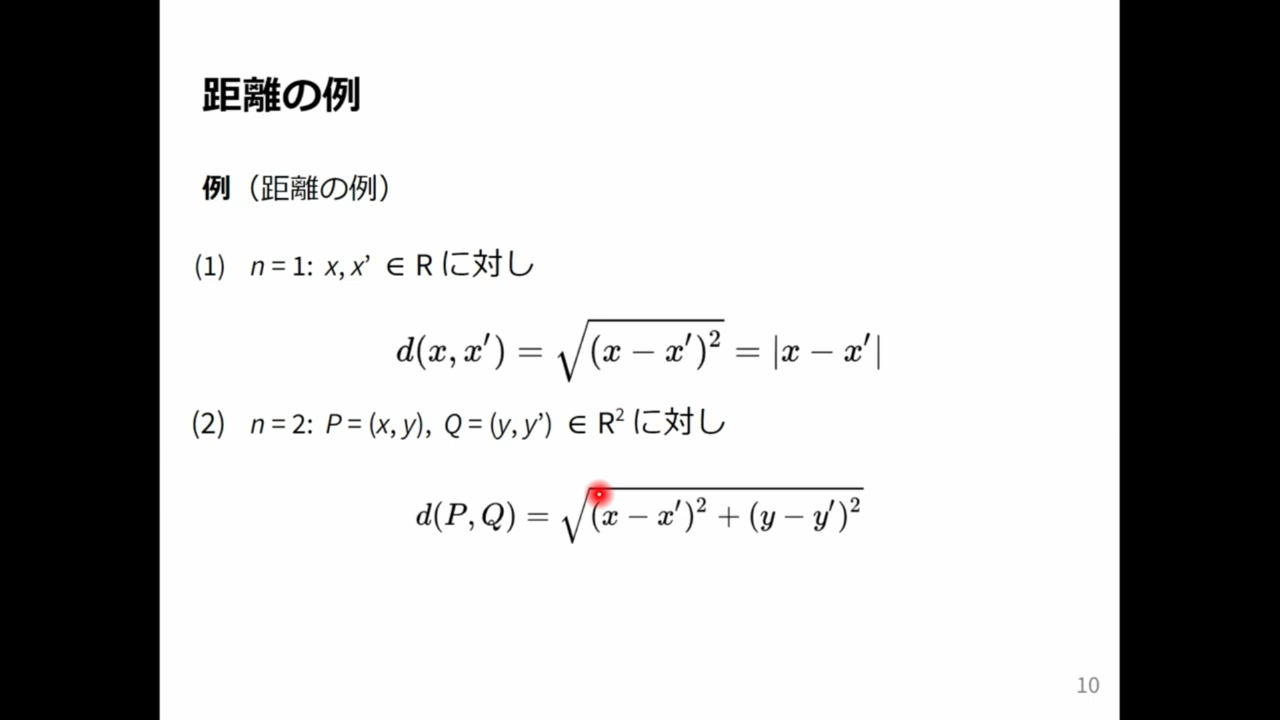 距離の例
例（距離の例）
(1) n = 1: x, x’ ∈ R に対し
d(x, x′) = √(x − x′)² = |x − x′|
(2) n = 2: P = (x, y), Q = (y, y’) ∈ R² に対し
d(P, Q) = √(x − x′)² + (y − y′)²
10